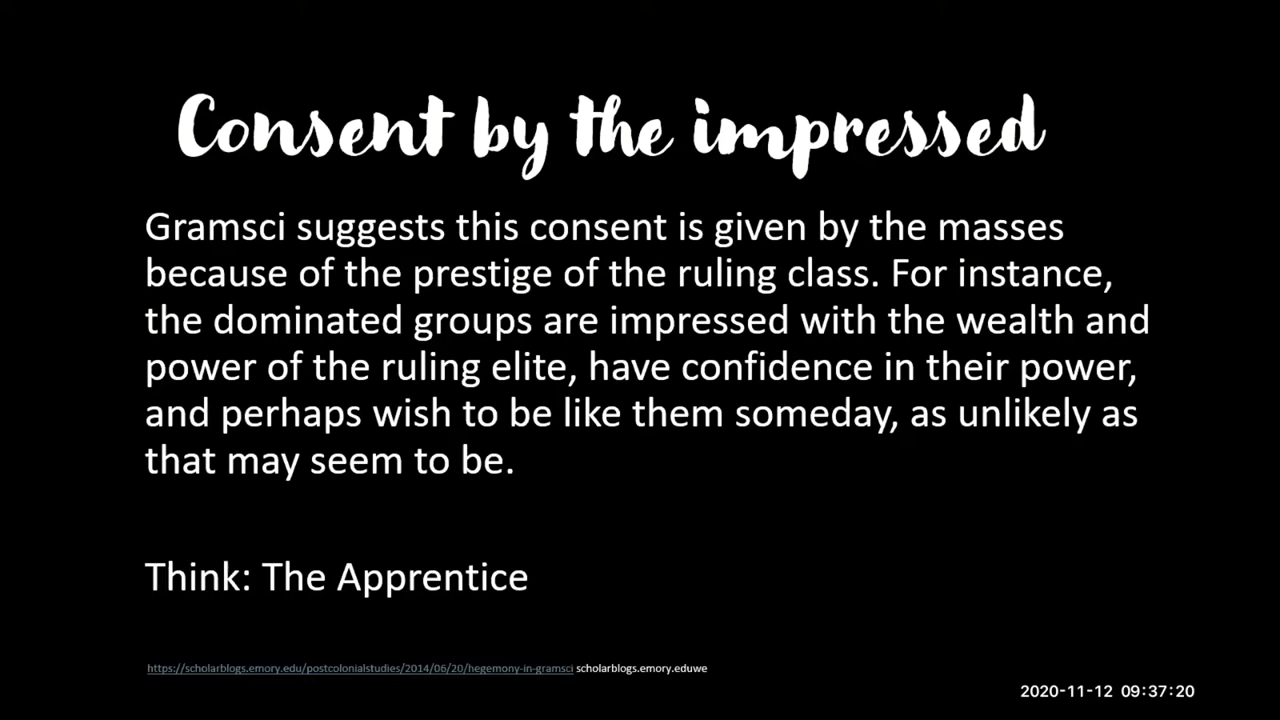 Consent by the impressed
Gramsci suggests this consent is given by the masses
because of the prestige of the ruling class. For instance,
the dominated groups are impressed with the wealth and
power of the ruling elite, have confidence in their power,
and perhaps wish to be like them someday, as unlikely as
that may seem to be.
Think: The Apprentice
https://scholarblogs.emory.edu/postcolonialstudies/2014/06/20/hegemony-in-gramsci scholarblogs.emory.eduwe
2020-11-12 09:37:20